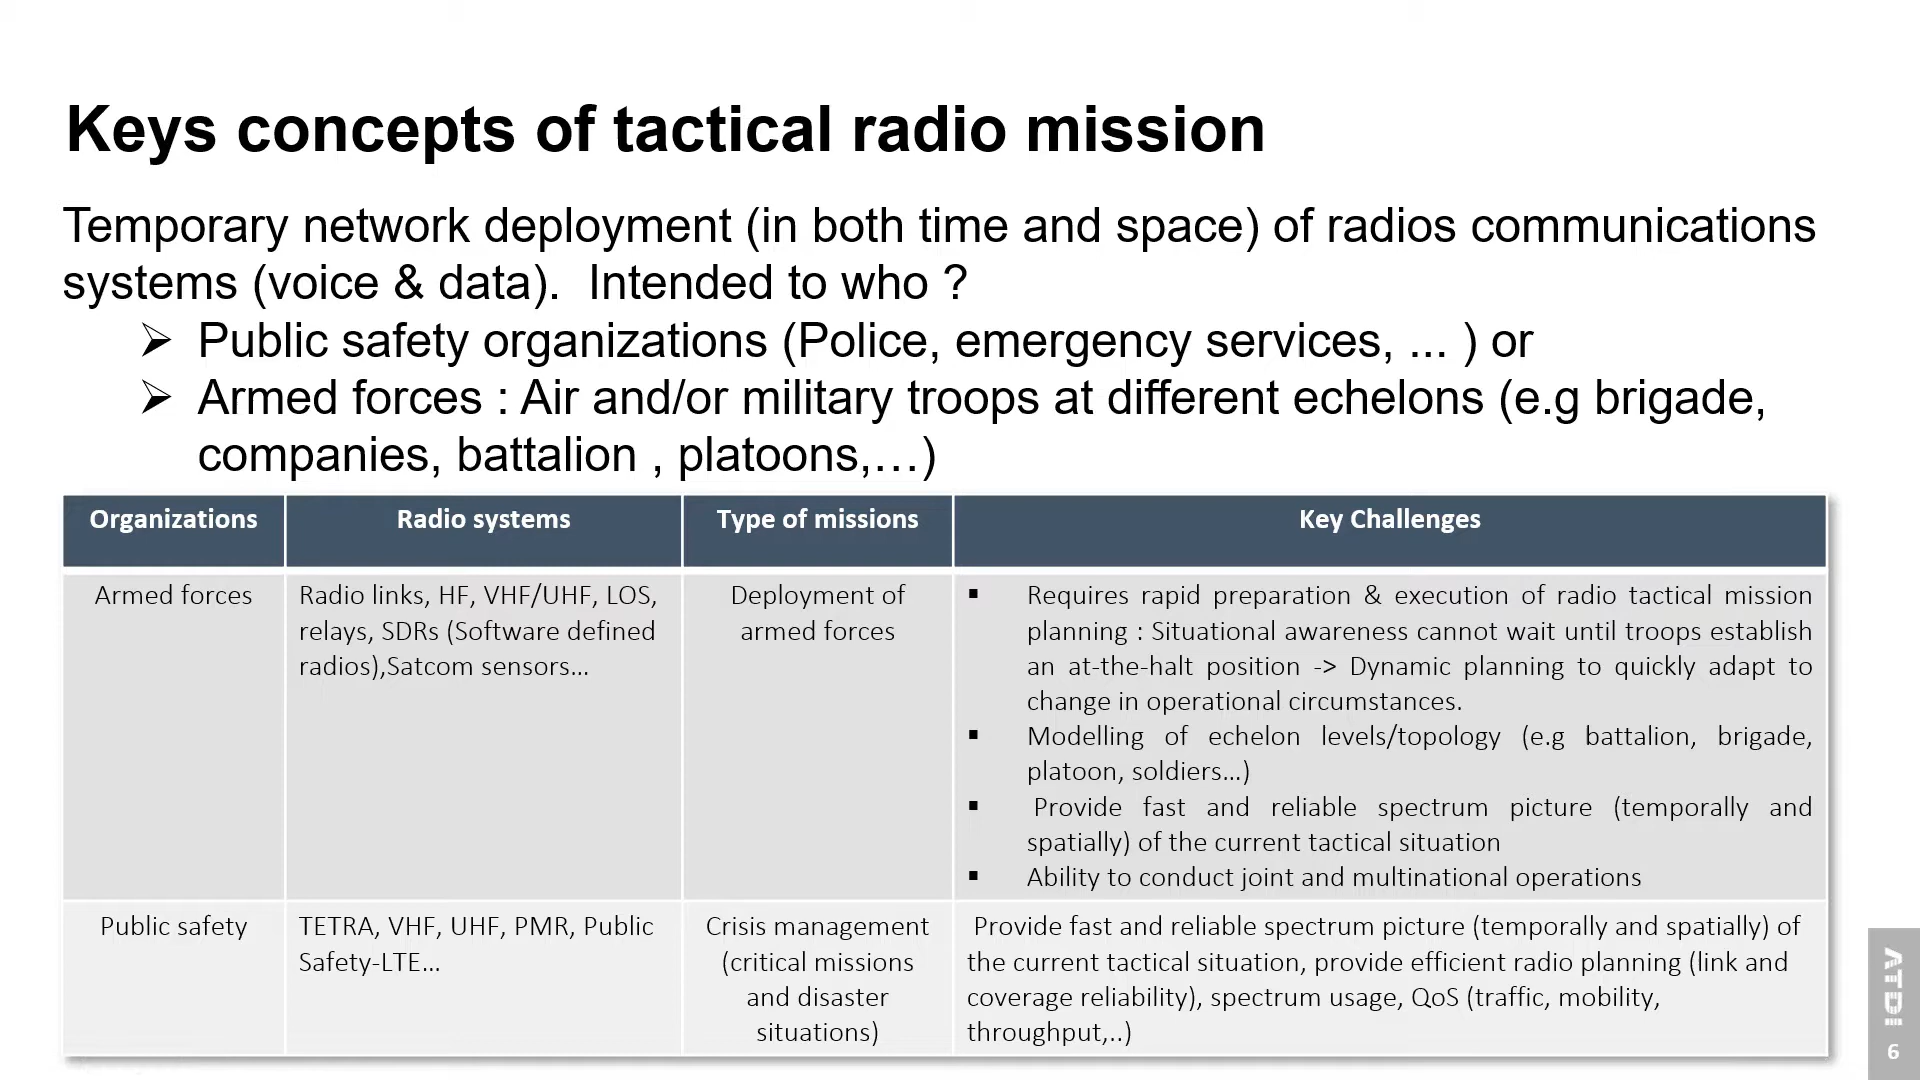 Keys concepts of tactical radio mission
Temporary network deployment (in both time and space) of radios communications
systems (voice & data).  Intended to who ?
➢ Public safety organizations (Police, emergency services, ... ) or
➢ Armed forces : Air and/or military troops at different echelons (e.g brigade,
companies, battalion , platoons,…)
Organizations
Radio systems
Type of missions
Key Challenges
Armed forces
Radio links, HF, VHF/UHF, LOS,
relays, SDRs (Software defined
radios),Satcom sensors…
Deployment of
armed forces
▪ Requires rapid preparation & execution of radio tactical mission
planning : Situational awareness cannot wait until troops establish
an at-the-halt position -> Dynamic planning to quickly adapt to
change in operational circumstances.
▪ Modelling of echelon levels/topology (e.g battalion, brigade,
platoon, soldiers…)
▪ Provide fast and reliable spectrum picture (temporally and
spatially) of the current tactical situation
▪ Ability to conduct joint and multinational operations
Public safety
TETRA, VHF, UHF, PMR, Public
Safety-LTE…
Crisis management
(critical missions
and disaster
situations)
Provide fast and reliable spectrum picture (temporally and spatially) of
the current tactical situation, provide efficient radio planning (link and
coverage reliability), spectrum usage, QoS (traffic, mobility,
throughput,..)
ATDI
6